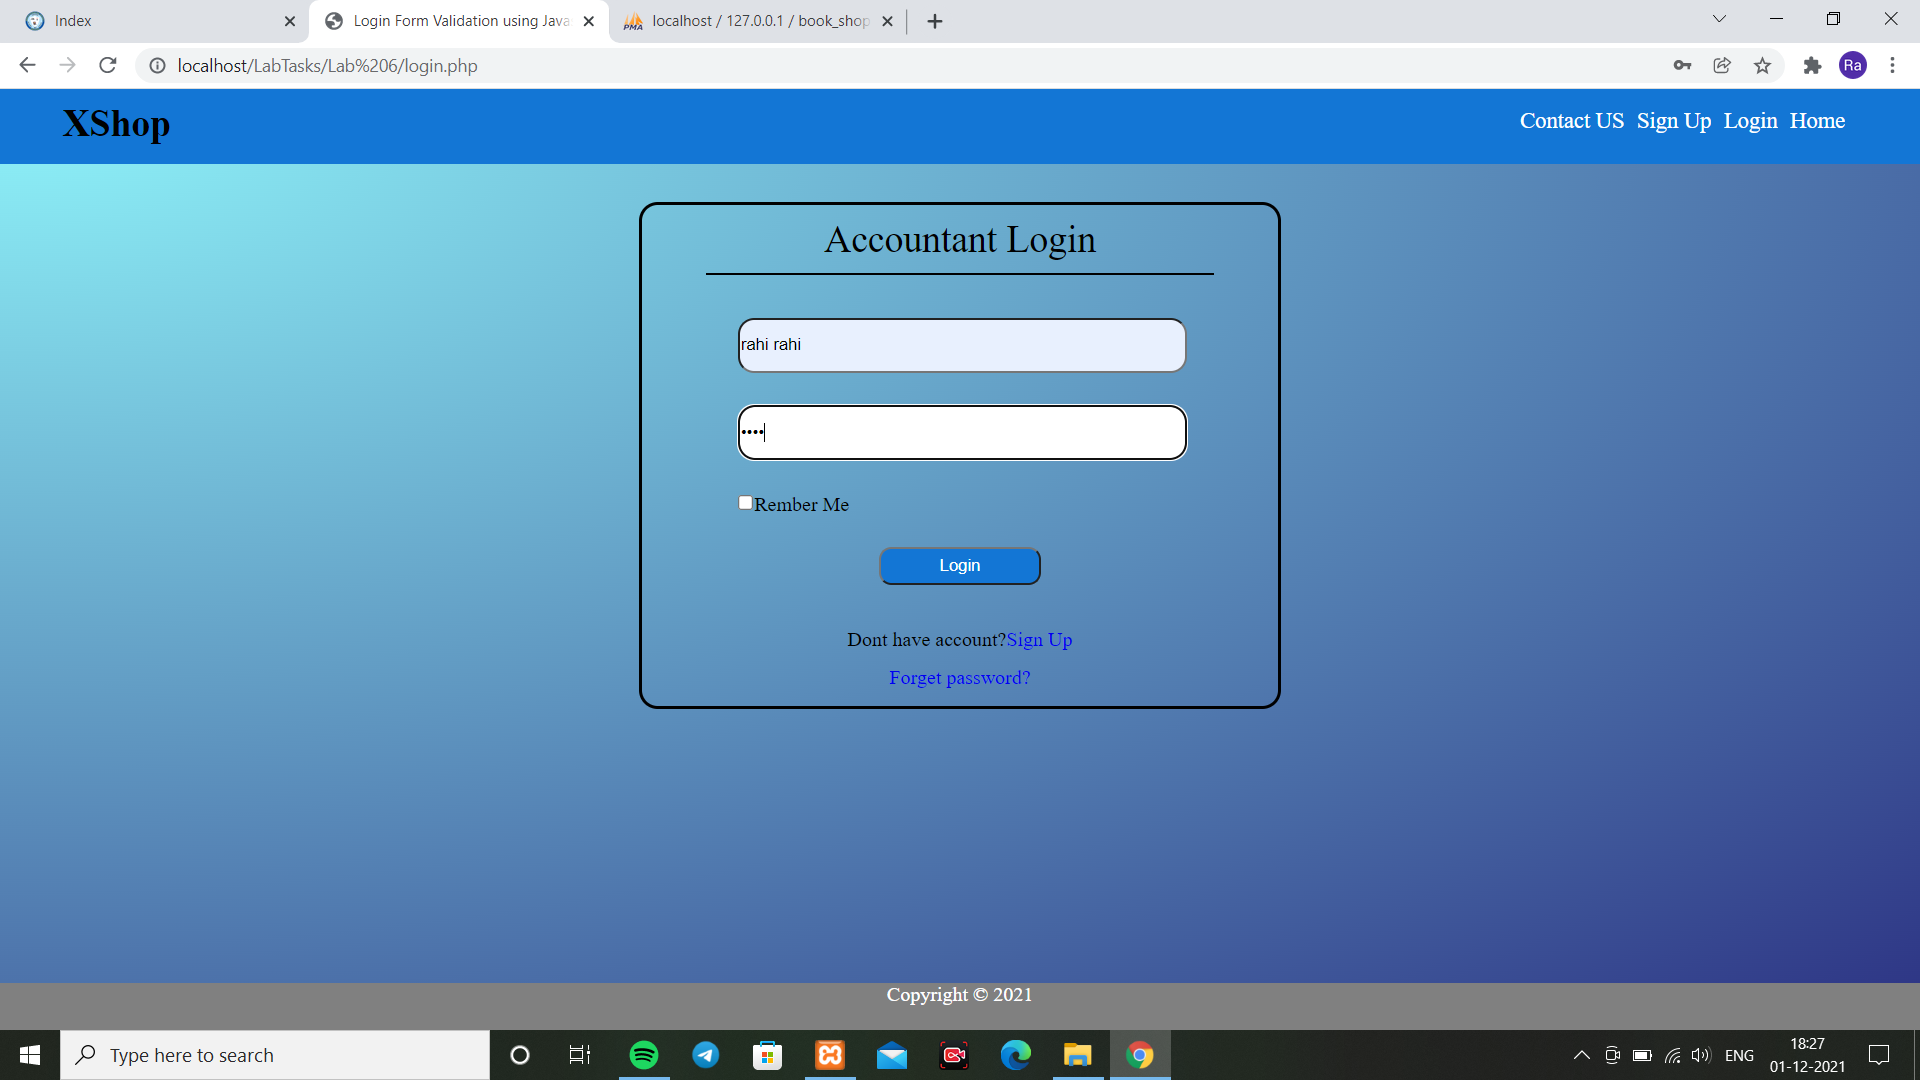 Index
Login Form Validation using Java
localhost / 127.0.0.1 / book_shop
localhost/LabTasks/Lab%206/login.php
Ra
XShop
Contact US Sign Up Login Home
Accountant Login
rahi rahi
••••
Rember Me
Login
Dont have account?Sign Up
Forget password?
Copyright © 2021
Type here to search
ENG
18:27
01-12-2021